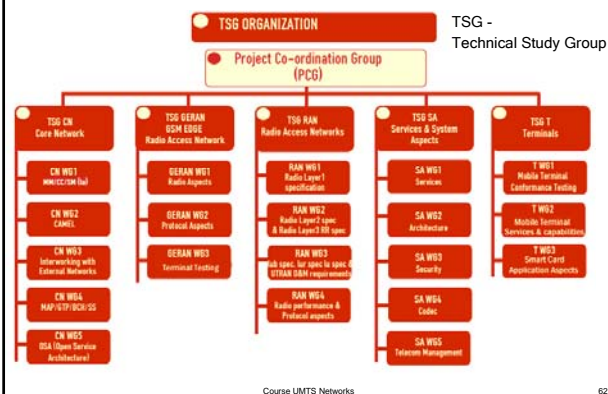 TSG ORGANIZATION
TSG -
Technical Study Group
Project Co-ordination Group
(PCG)
TSG CN
Core Network
CN WG1
MM/CC/SM (Iu)
CN WG2
CAMEL
CN WG3
Interworking with
External Networks
CN WG4
MAP/GTP/BCH/SS
CN WG5
OSA (Open Service
Architecture)
TSG GERAN
GSM EDGE
Radio Access Network
GERAN WG1
Radio Aspects
GERAN WG2
Protocol Aspects
GERAN WG3
Terminal Testing
TSG RAN
Radio Access Networks
RAN WG1
Radio Layer1
specification
RAN WG2
Radio Layer2 spec
& Radio Layer3 RR spec
RAN WG3
Iub spec, Iur spec Iu spec &
UTRAN O&M requirements
RAN WG4
Radio performance &
Protocol aspects
TSG SA
Services & System
Aspects
SA WG1
Services
SA WG2
Architecture
SA WG3
Security
SA WG4
Codec
SA WG5
Telecom Management
TSG T
Terminals
T WG1
Mobile Terminal
Conformance Testing
T WG2
Mobile Terminal
Services & capabilities
T WG3
Smart Card
Application Aspects
Course UMTS Networks
62